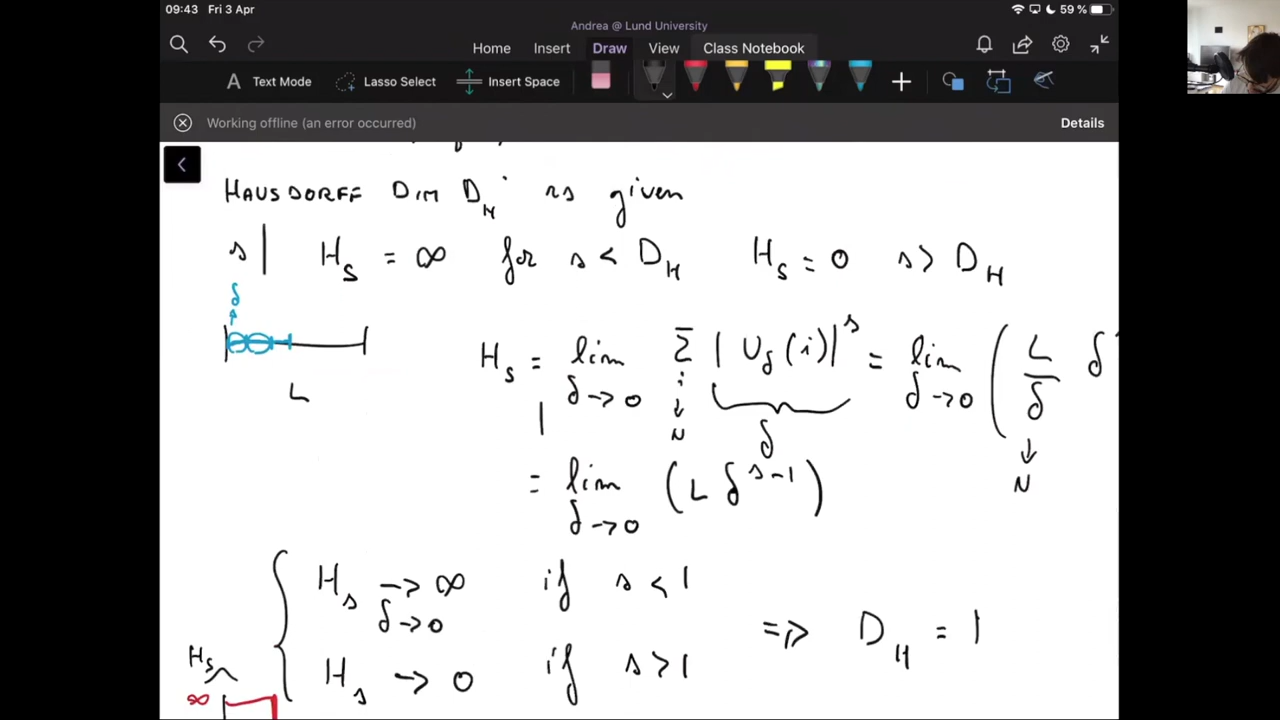 09:43 Fri 3 Apr
59 %
Andrea @ Lund University
Home Insert Draw View Class Notebook
Text Mode Lasso Select Insert Space
Working offline (an error occurred) Details
HAUSDORFF DIM D_H is given
s | H_s = ∞ for s < D_H H_s = 0 s > D_H
δ
L
H_s = lim_{δ→0} Σ_{i↓N} |U_δ(i)|^s = lim_{δ→0} ( L/δ δ
δ
N
= lim_{δ→0} (L δ^{s-1})
H_s →_{δ→0} ∞ if s < 1
=> D_H = 1
H_s → 0 if s > 1
H_s
∞